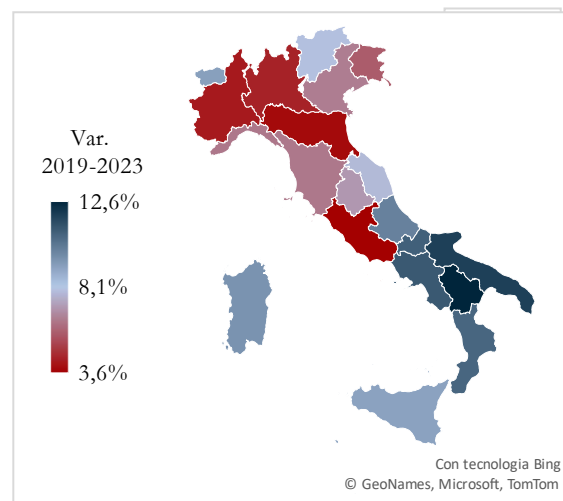 Var.
2019-2023
12,6%
8,1%
3,6%
Con tecnologia Bing
© GeoNames, Microsoft, TomTom